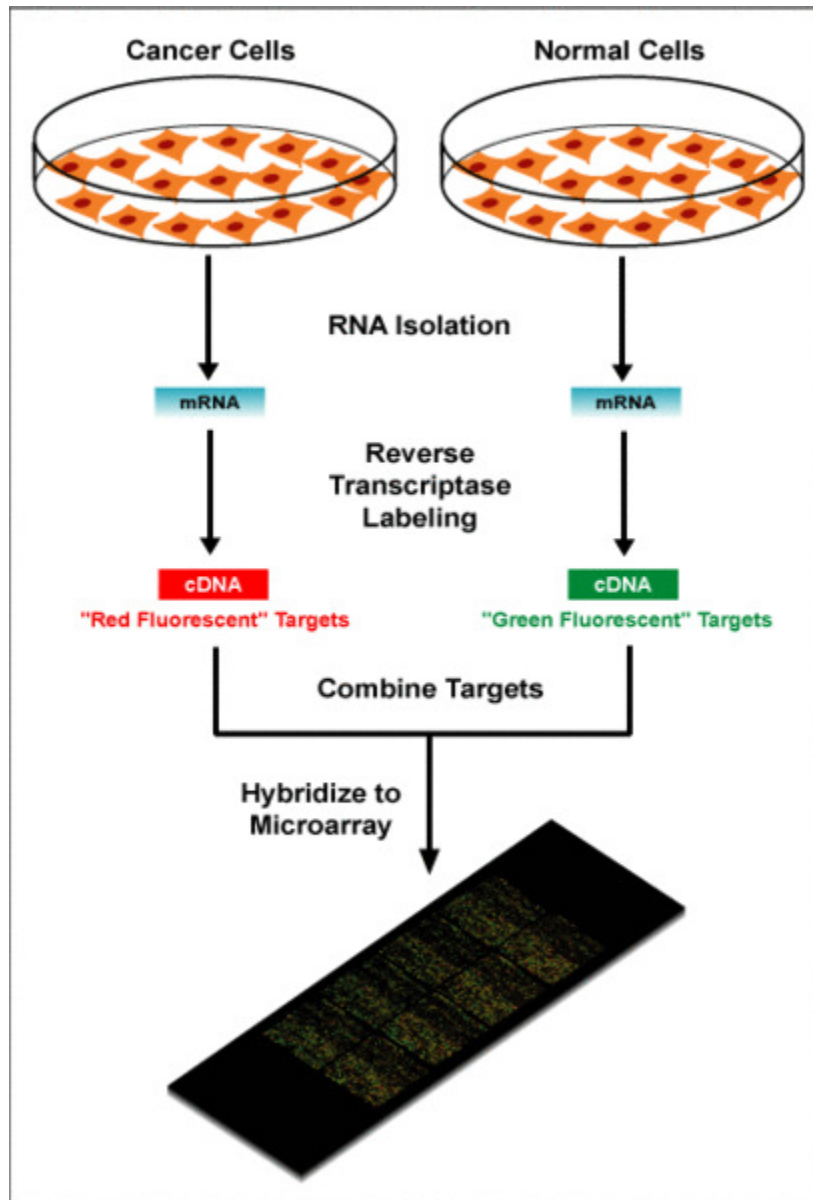 Cancer Cells
Normal Cells
RNA Isolation
mRNA
mRNA
Reverse
Transcriptase
Labeling
cDNA
cDNA
"Red Fluorescent" Targets
"Green Fluorescent" Targets
Combine Targets
Hybridize to
Microarray